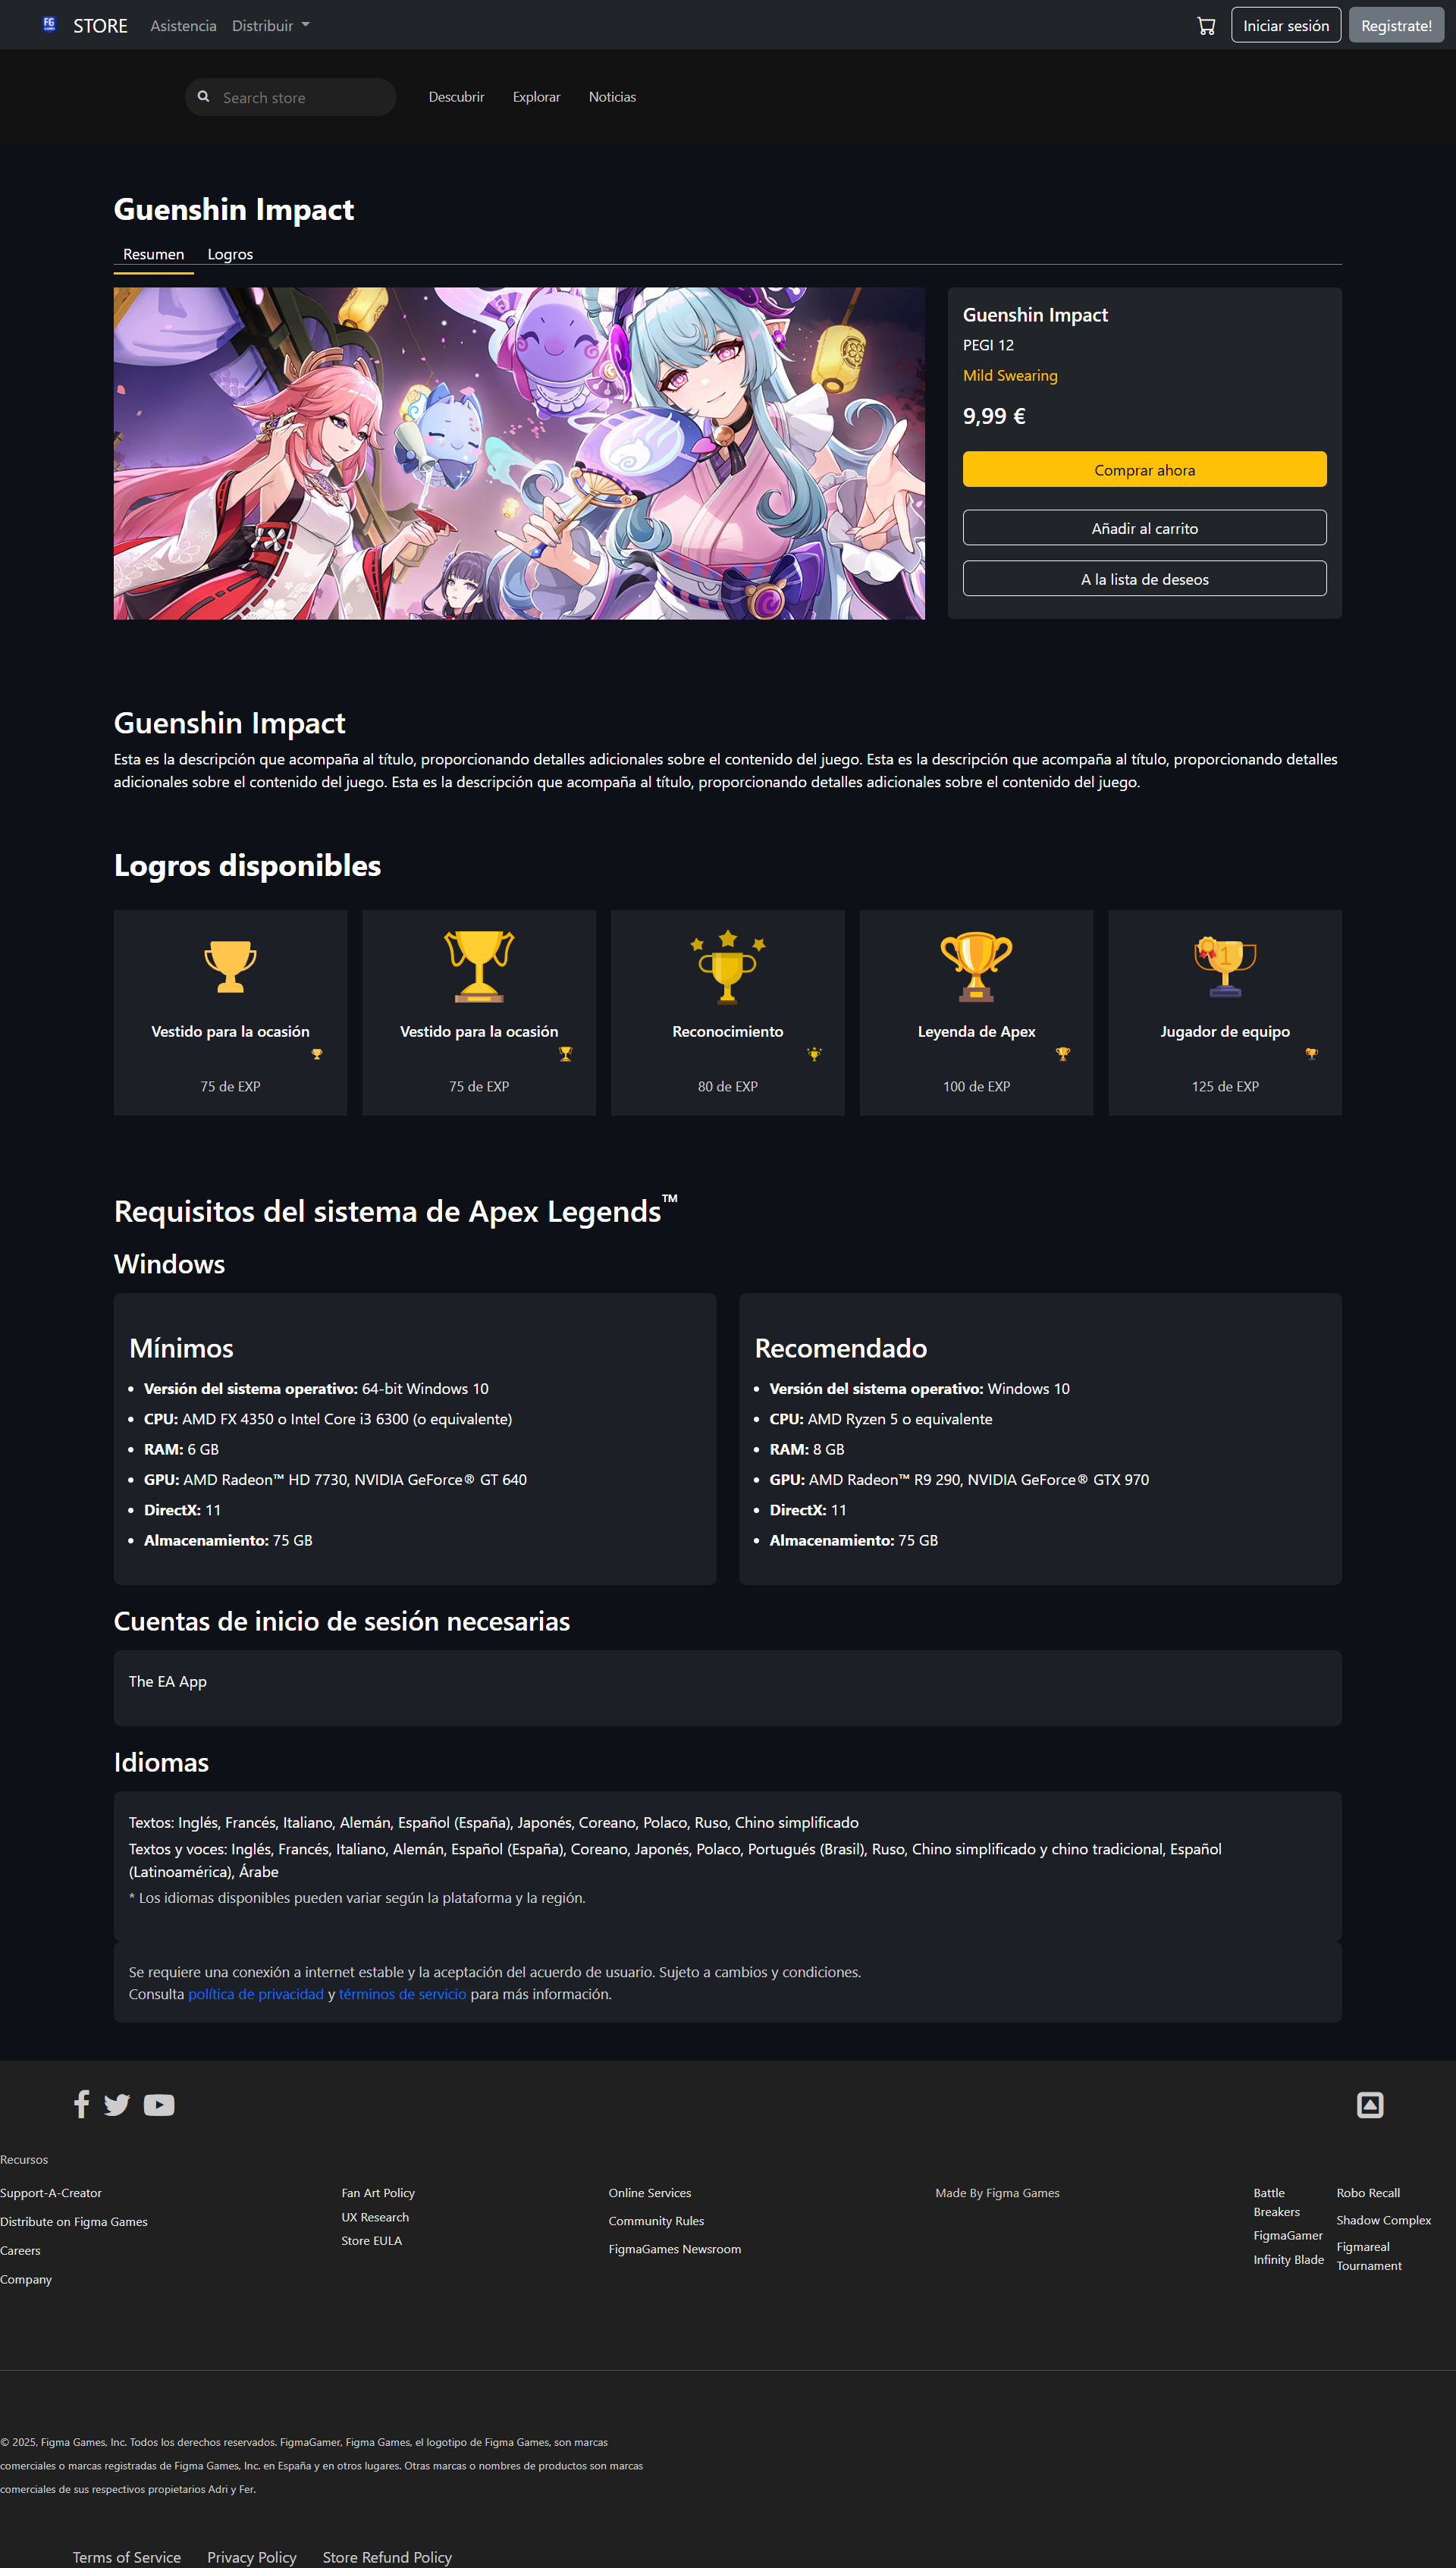 FG GAMES STORE Asistencia Distribuir Iniciar sesión Registrate!
Search store Descubrir Explorar Noticias
Guenshin Impact
Resumen Logros
Guenshin Impact
PEGI 12
Mild Swearing
9,99 €
Comprar ahora
Añadir al carrito
A la lista de deseos
Guenshin Impact
Esta es la descripción que acompaña al título, proporcionando detalles adicionales sobre el contenido del juego. Esta es la descripción que acompaña al título, proporcionando detalles
adicionales sobre el contenido del juego. Esta es la descripción que acompaña al título, proporcionando detalles adicionales sobre el contenido del juego.
Logros disponibles
1
Vestido para la ocasión Vestido para la ocasión Reconocimiento Leyenda de Apex Jugador de equipo
75 de EXP 75 de EXP 80 de EXP 100 de EXP 125 de EXP
Requisitos del sistema de Apex Legends™
Windows
Mínimos
Versión del sistema operativo: 64-bit Windows 10
CPU: AMD FX 4350 o Intel Core i3 6300 (o equivalente)
RAM: 6 GB
GPU: AMD Radeon™ HD 7730, NVIDIA GeForce® GT 640
DirectX: 11
Almacenamiento: 75 GB
Recomendado
Versión del sistema operativo: Windows 10
CPU: AMD Ryzen 5 o equivalente
RAM: 8 GB
GPU: AMD Radeon™ R9 290, NVIDIA GeForce® GTX 970
DirectX: 11
Almacenamiento: 75 GB
Cuentas de inicio de sesión necesarias
The EA App
Idiomas
Textos: Inglés, Francés, Italiano, Alemán, Español (España), Japonés, Coreano, Polaco, Ruso, Chino simplificado
Textos y voces: Inglés, Francés, Italiano, Alemán, Español (España), Coreano, Japonés, Polaco, Portugués (Brasil), Ruso, Chino simplificado y chino tradicional, Español
(Latinoamérica), Árabe
* Los idiomas disponibles pueden variar según la plataforma y la región.
Se requiere una conexión a internet estable y la aceptación del acuerdo de usuario. Sujeto a cambios y condiciones.
Consulta política de privacidad y términos de servicio para más información.
Recursos
Support-A-Creator
Distribute on Figma Games
Careers
Company
Fan Art Policy
UX Research
Store EULA
Online Services
Community Rules
FigmaGames Newsroom
Made By Figma Games
Battle
Breakers
FigmaGamer
Infinity Blade
Robo Recall
Shadow Complex
Figmareal
Tournament
© 2025, Figma Games, Inc. Todos los derechos reservados. FigmaGamer, Figma Games, el logotipo de Figma Games, son marcas
comerciales o marcas registradas de Figma Games, Inc. en España y en otros lugares. Otras marcas o nombres de productos son marcas
comerciales de sus respectivos propietarios Adri y Fer.
Terms of Service Privacy Policy Store Refund Policy